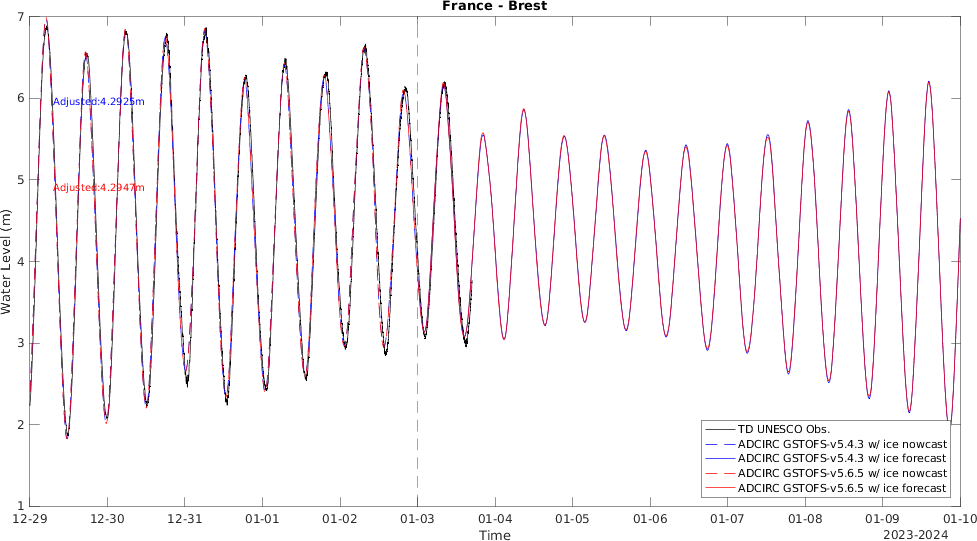 France - Brest
7
6
5
4
3
2
1
Water Level (m)
Adjusted:4.2925m
Adjusted:4.2947m
TD UNESCO Obs.
ADCIRC GSTOFS-v5.4.3 w/ ice nowcast
ADCIRC GSTOFS-v5.4.3 w/ ice forecast
ADCIRC GSTOFS-v5.6.5 w/ ice nowcast
ADCIRC GSTOFS-v5.6.5 w/ ice forecast
12-29 12-30 12-31 01-01 01-02 01-03 01-04 01-05 01-06 01-07 01-08 01-09 01-10
Time
2023-2024